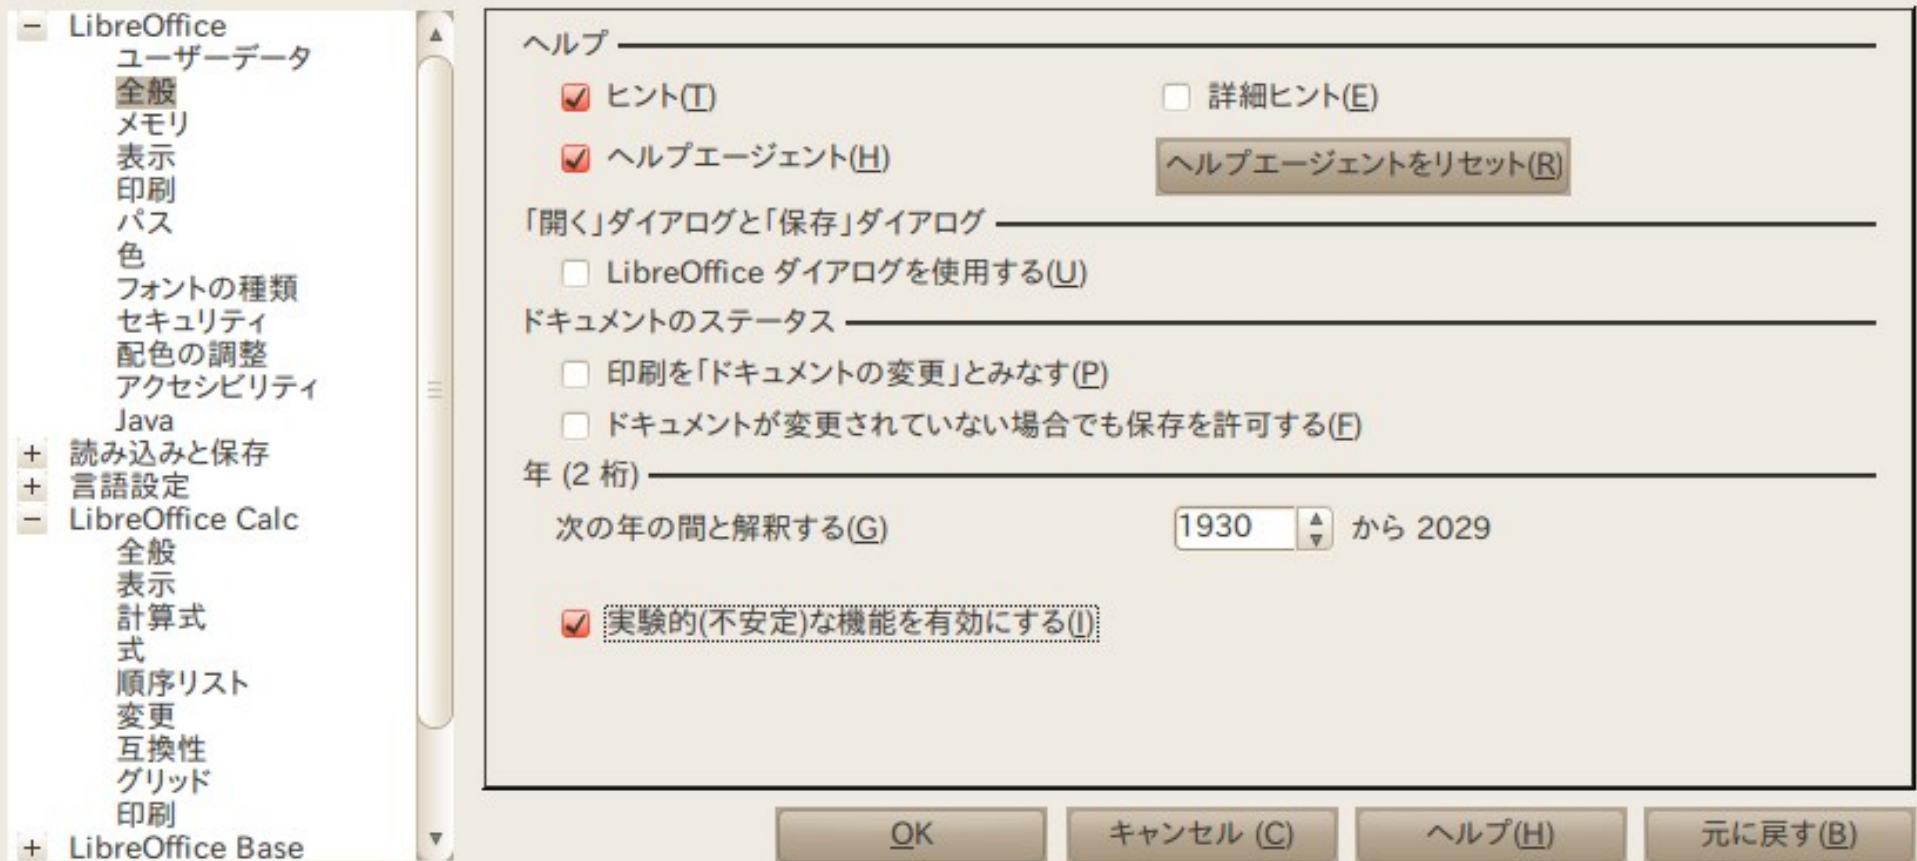 LibreOffice
ユーザーデータ
全般
メモリ
表示
印刷
パス
色
フォントの種類
セキュリティ
配色の調整
アクセシビリティ
Java
読み込みと保存
言語設定
LibreOffice Calc
全般
表示
計算式
式
順序リスト
変更
互換性
グリッド
印刷
LibreOffice Base
ヘルプ
ヒント(T) 詳細ヒント(E)
ヘルプエージェント(H) ヘルプエージェントをリセット(R)
「開く」ダイアログと「保存」ダイアログ
LibreOffice ダイアログを使用する(U)
ドキュメントのステータス
印刷を「ドキュメントの変更」とみなす(P)
ドキュメントが変更されていない場合でも保存を許可する(F)
年 (2 桁)
次の年の間と解釈する(G) 1930 から 2029
実験的(不安定)な機能を有効にする(I)
OK キャンセル (C) ヘルプ(H) 元に戻す(B)